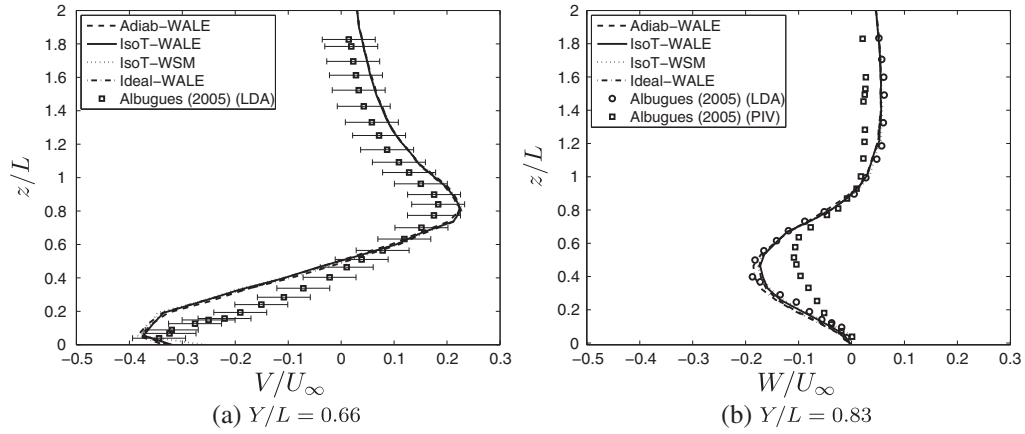 Adiab−WALE
IsoT−WALE
IsoT−WSM
Ideal−WALE
Albugues (2005) (LDA)
2
1.8
1.6
1.4
1.2
1
0.8
0.6
0.4
0.2
0
z/L
−0.5 −0.4 −0.3 −0.2 −0.1 0 0.1 0.2 0.3
V/U∞
(a) Y/L = 0.66
Adiab−WALE
IsoT−WALE
IsoT−WSM
Ideal−WALE
Albugues (2005) (LDA)
Albugues (2005) (PIV)
2
1.8
1.6
1.4
1.2
1
0.8
0.6
0.4
0.2
0
z/L
−0.5 −0.4 −0.3 −0.2 −0.1 0 0.1 0.2 0.3
W/U∞
(b) Y/L = 0.83